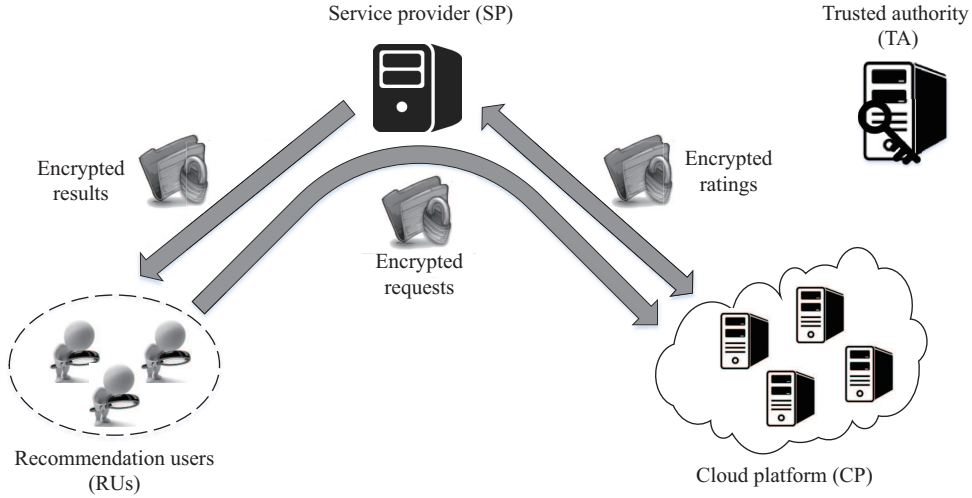 Service provider (SP)
Trusted authority
(TA)
Encrypted
results
Encrypted
ratings
Encrypted
requests
Recommendation users
(RUs)
Cloud platform (CP)